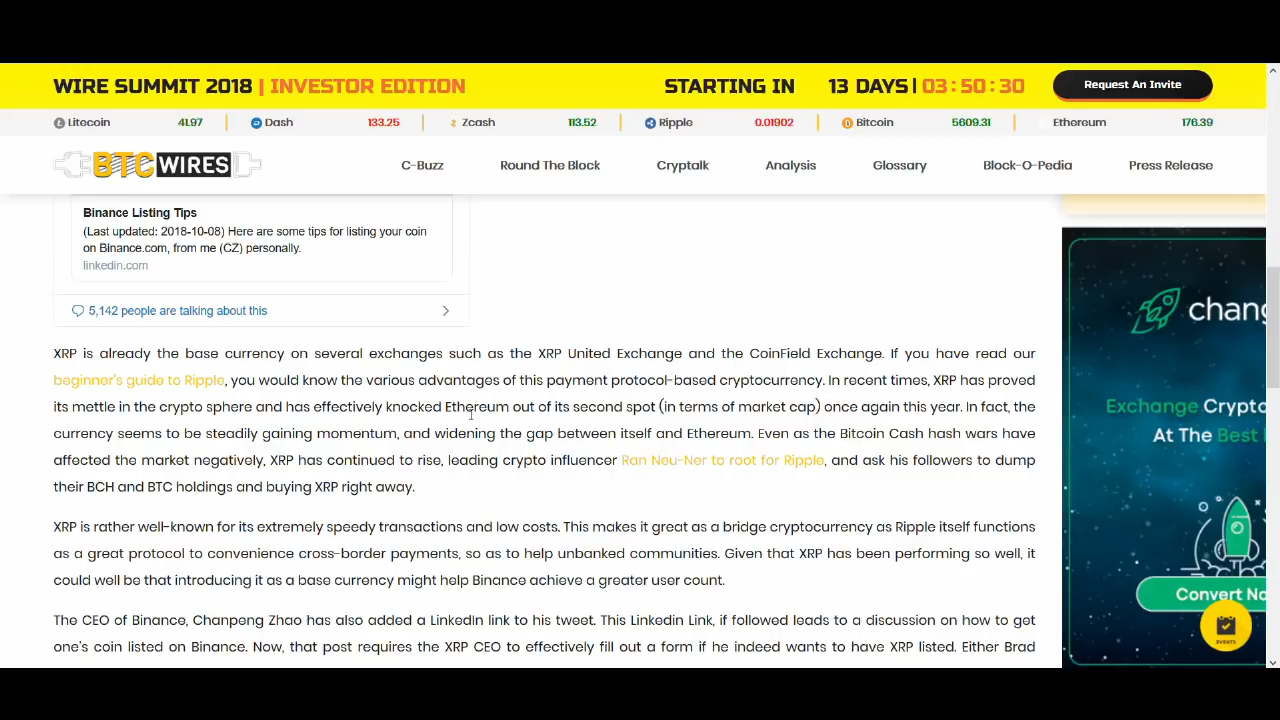 WIRE SUMMIT 2018 | INVESTOR EDITION STARTING IN 13 DAYS| 03:50:30 Request An Invite
Litecoin 41.97 Dash 133.25 Zcash 113.52 Ripple 0.01902 Bitcoin 5609.31 Ethereum 176.39
BTC WIRES C-Buzz Round The Block Cryptalk Analysis Glossary Block-O-Pedia Press Release
Binance Listing Tips
(Last updated: 2018-10-08) Here are some tips for listing your coin
on Binance.com, from me (CZ) personally.
linkedin.com
5,142 people are talking about this
XRP is already the base currency on several exchanges such as the XRP United Exchange and the CoinField Exchange. If you have read our
beginner's guide to Ripple, you would know the various advantages of this payment protocol-based cryptocurrency. In recent times, XRP has proved
its mettle in the crypto sphere and has effectively knocked Ethereum out of its second spot (in terms of market cap) once again this year. In fact, the
currency seems to be steadily gaining momentum, and widening the gap between itself and Ethereum. Even as the Bitcoin Cash hash wars have
affected the market negatively, XRP has continued to rise, leading crypto influencer Ran Neu-Ner to root for Ripple, and ask his followers to dump
their BCH and BTC holdings and buying XRP right away.
XRP is rather well-known for its extremely speedy transactions and low costs. This makes it great as a bridge cryptocurrency as Ripple itself functions
as a great protocol to convenience cross-border payments, so as to help unbanked communities. Given that XRP has been performing so well, it
could well be that introducing it as a base currency might help Binance achieve a greater user count.
The CEO of Binance, Chanpeng Zhao has also added a LinkedIn link to his tweet. This Linkedin Link, if followed leads to a discussion on how to get
one's coin listed on Binance. Now, that post requires the XRP CEO to effectively fill out a form if he indeed wants to have XRP listed. Either Brad
chang
Exchange Crypto
At The Best
Convert No
EVENTS